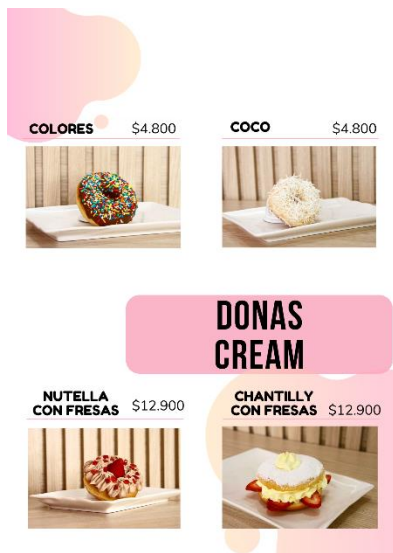 COLORES $4.800
COCO $4.800
DONAS
CREAM
NUTELLA
CON FRESAS $12.900
CHANTILLY
CON FRESAS $12.900